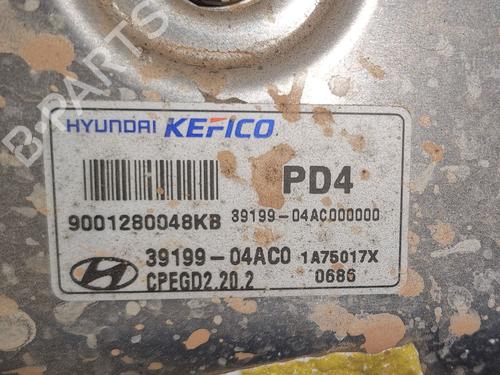 B-PARTS
HYUNDAI KEFICO
PD4
9001280048KB 39199-04AC000000
39199-04AC0 1A75017X
CPEGD2.20.2 0686